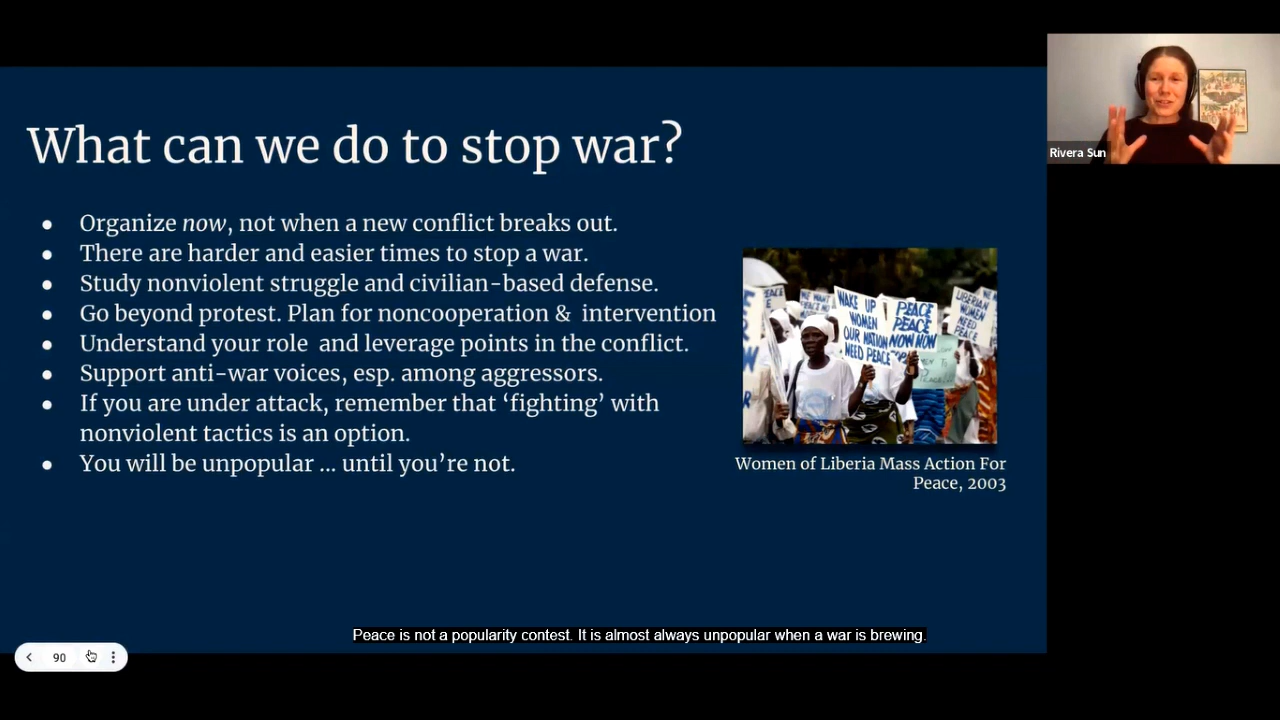 What can we do to stop war?
Organize now, not when a new conflict breaks out.
There are harder and easier times to stop a war.
Study nonviolent struggle and civilian-based defense.
Go beyond protest. Plan for noncooperation & intervention
Understand your role and leverage points in the conflict.
Support anti-war voices, esp. among aggressors.
If you are under attack, remember that ‘fighting’ with
nonviolent tactics is an option.
You will be unpopular ... until you’re not.
WAKE UP
WOMEN
OUR NATION
NEED PEACE
PEACE
PEACE
NOW NOW
LIBERIAN
WOMEN
NEED
PEACE
Women of Liberia Mass Action For
Peace, 2003
Rivera Sun
Peace is not a popularity contest. It is almost always unpopular when a war is brewing.
90